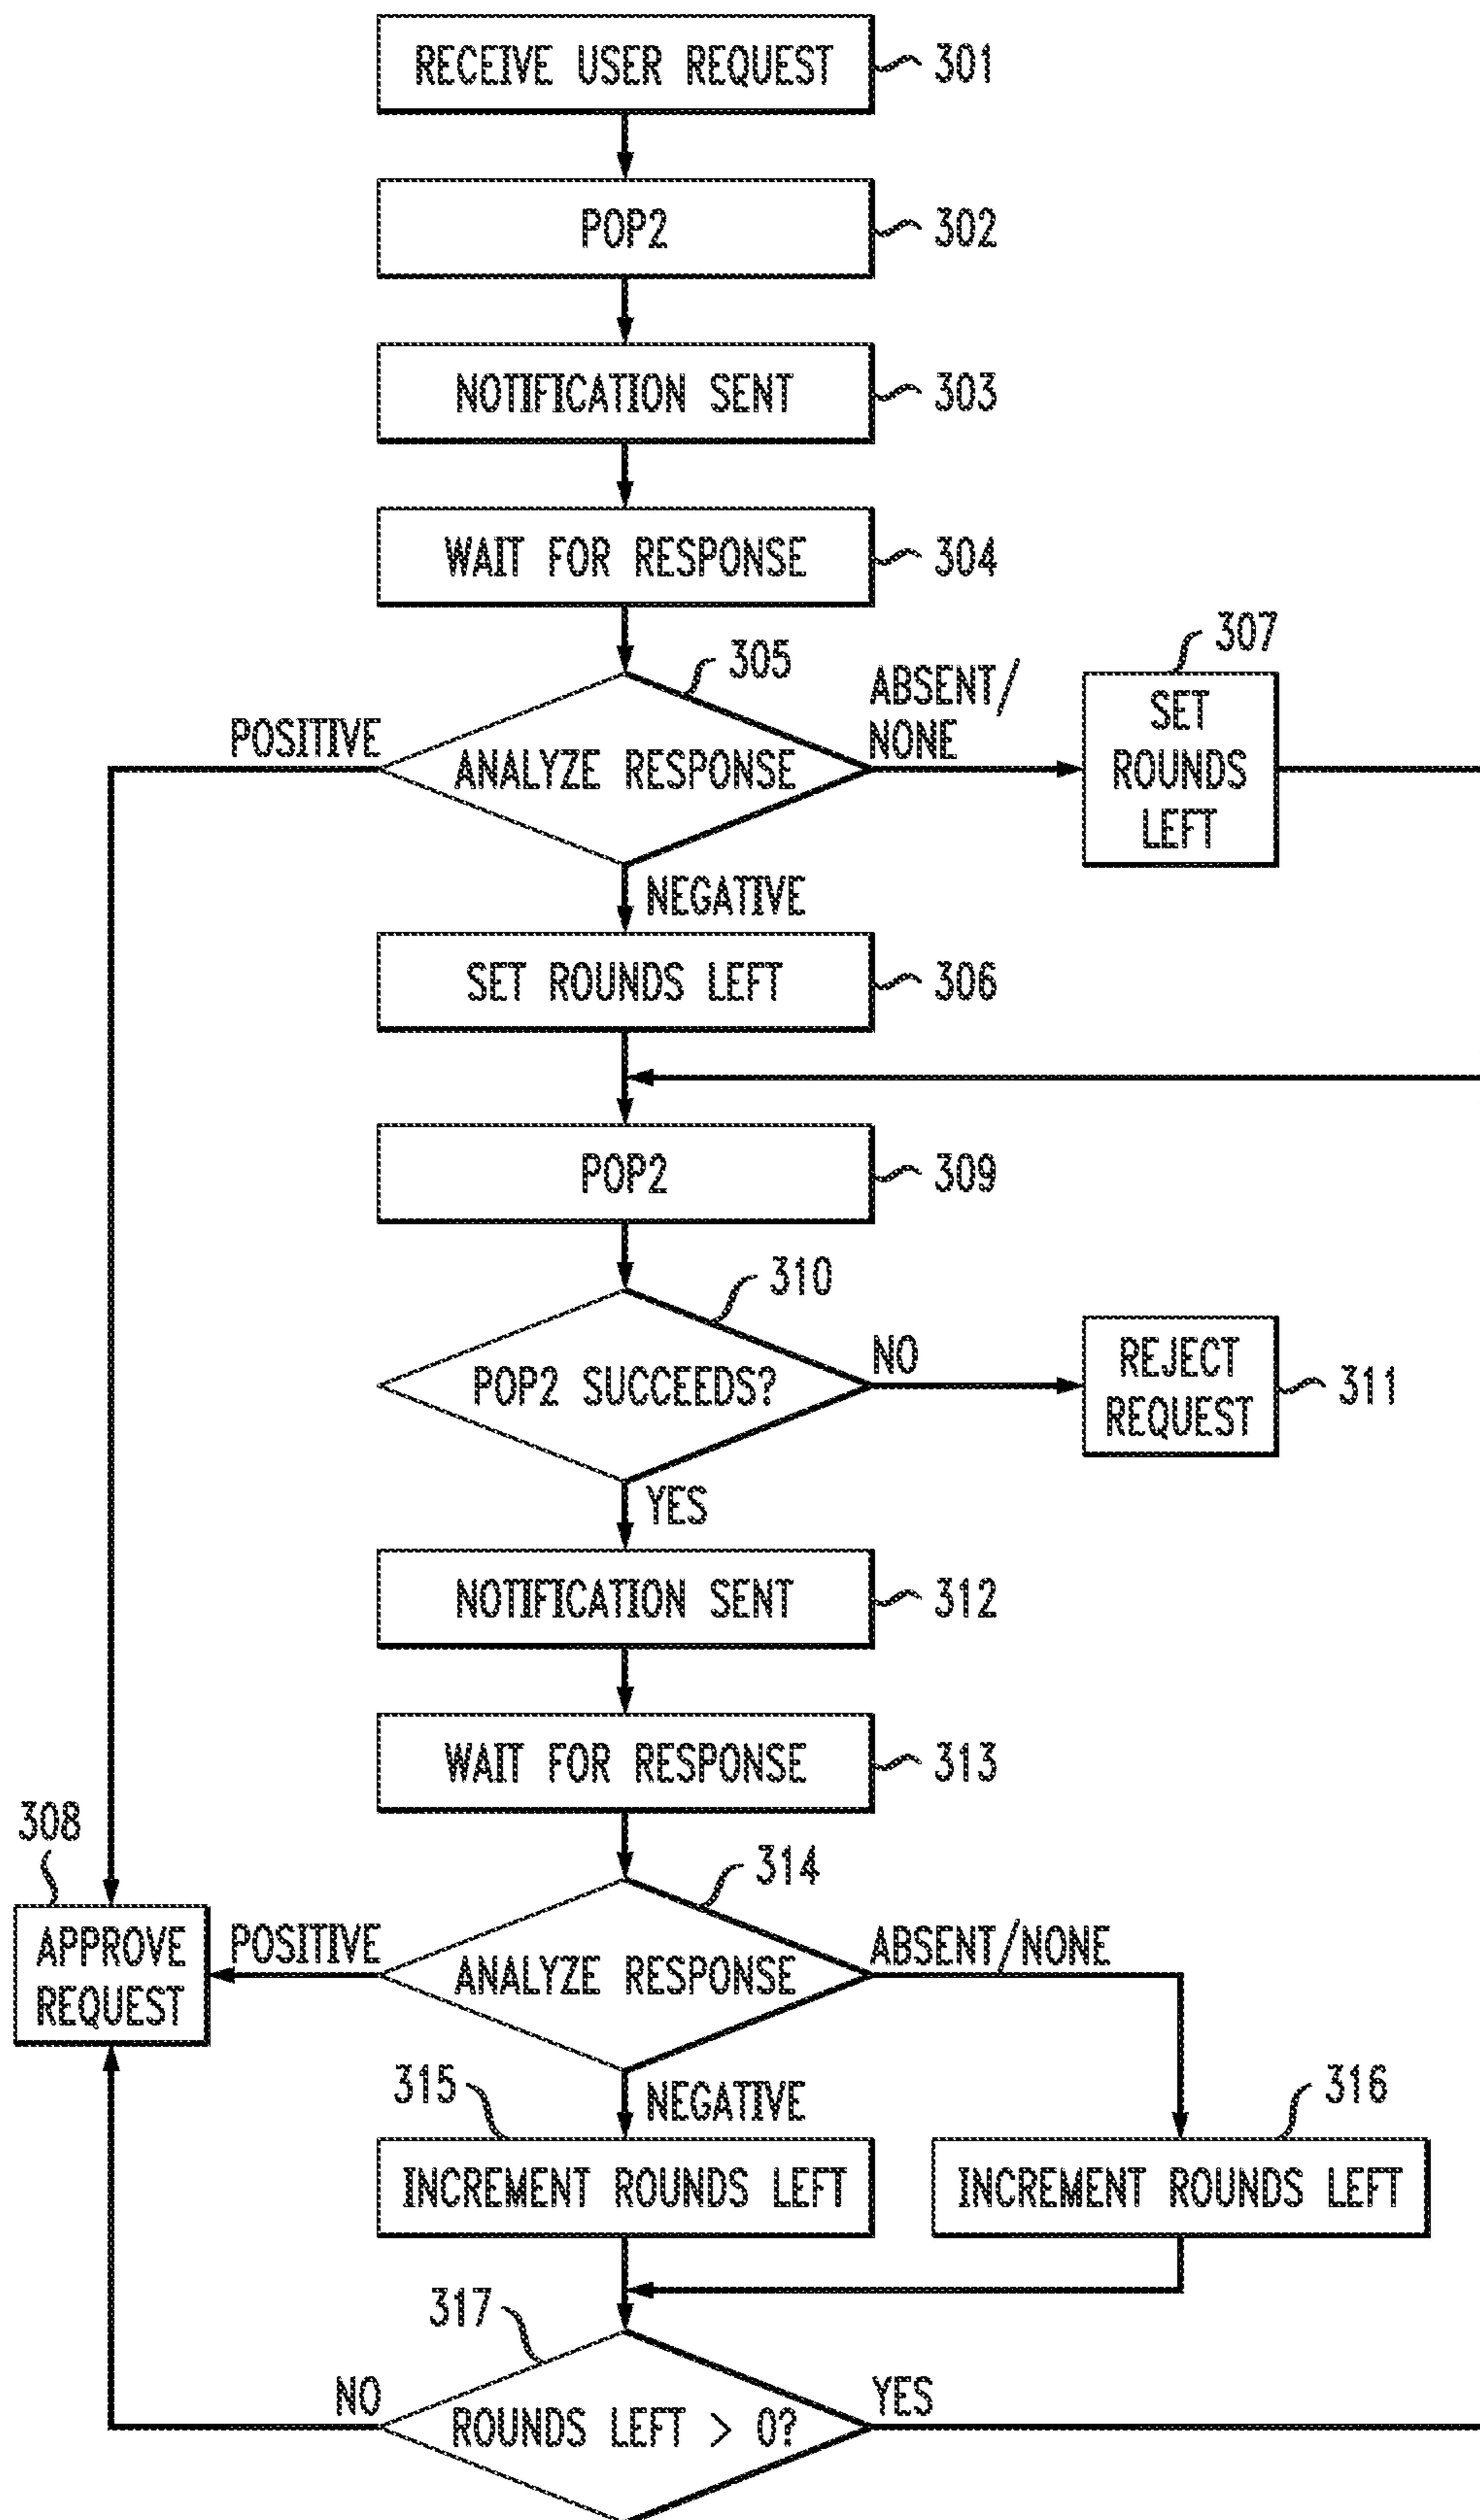 RECEIVE USER REQUEST
301
POP2
302
NOTIFICATION SENT
303
WAIT FOR RESPONSE
304
305
307
POSITIVE
ANALYZE RESPONSE
ABSENT/
NONE
SET
ROUNDS
LEFT
NEGATIVE
SET ROUNDS LEFT
306
POP2
309
310
POP2 SUCCEEDS?
NO
REJECT
REQUEST
311
YES
NOTIFICATION SENT
312
WAIT FOR RESPONSE
313
308
314
APPROVE
REQUEST
POSITIVE
ANALYZE RESPONSE
ABSENT/NONE
315
NEGATIVE
316
INCREMENT ROUNDS LEFT
INCREMENT ROUNDS LEFT
317
NO
ROUNDS LEFT > 0?
YES